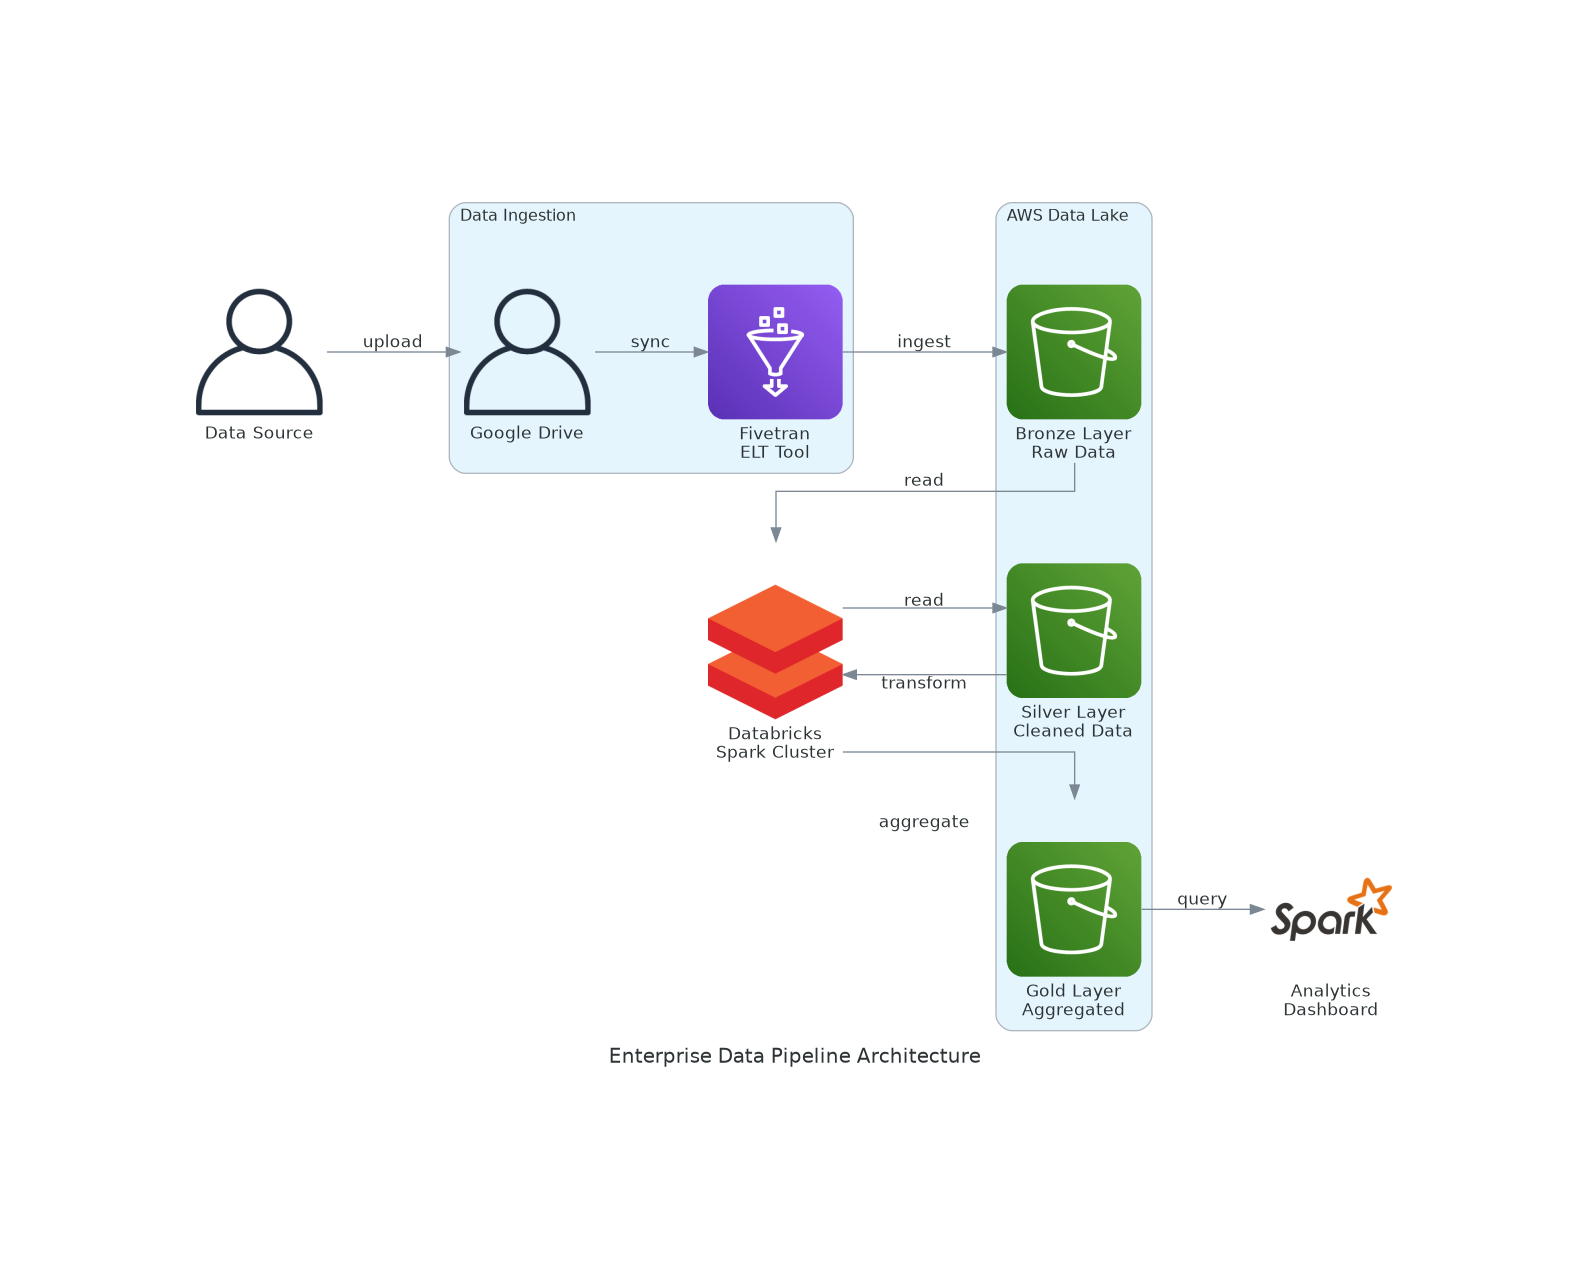 Data Ingestion
AWS Data Lake
upload
sync
ingest
Data Source
Google Drive
Fivetran
ELT Tool
Bronze Layer
Raw Data
read
read
transform
Silver Layer
Cleaned Data
Databricks
Spark Cluster
aggregate
query
Spark
Gold Layer
Aggregated
Analytics
Dashboard
Enterprise Data Pipeline Architecture